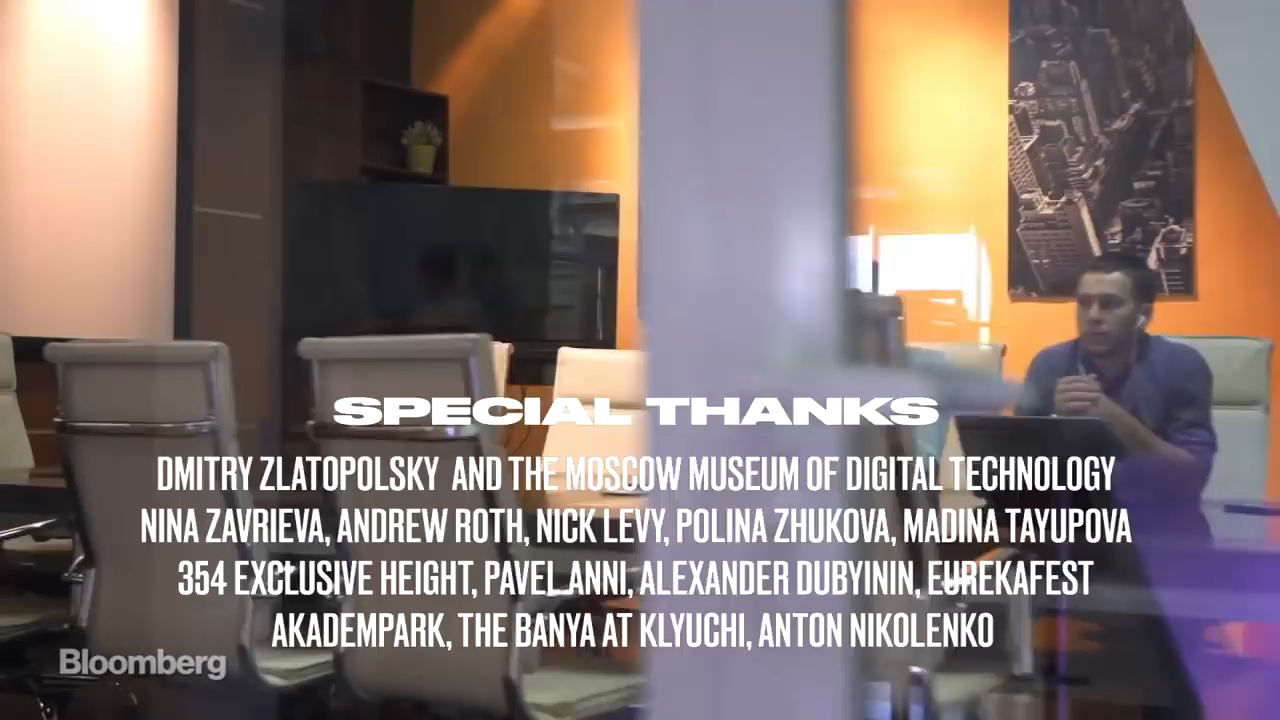 SPECIAL THANKS
DMITRY ZLATOPOLSKY AND THE MOSCOW MUSEUM OF DIGITAL TECHNOLOGY
NINA ZAVRIEVA, ANDREW ROTH, NICK LEVY, POLINA ZHUKOVA, MADINA TAYUPOVA
354 EXCLUSIVE HEIGHT, PAVEL ANNI, ALEXANDER DUBYININ, EUREKAFEST
AKADEMPARK, THE BANYA AT KLYUCHI, ANTON NIKOLENKO
Bloomberg